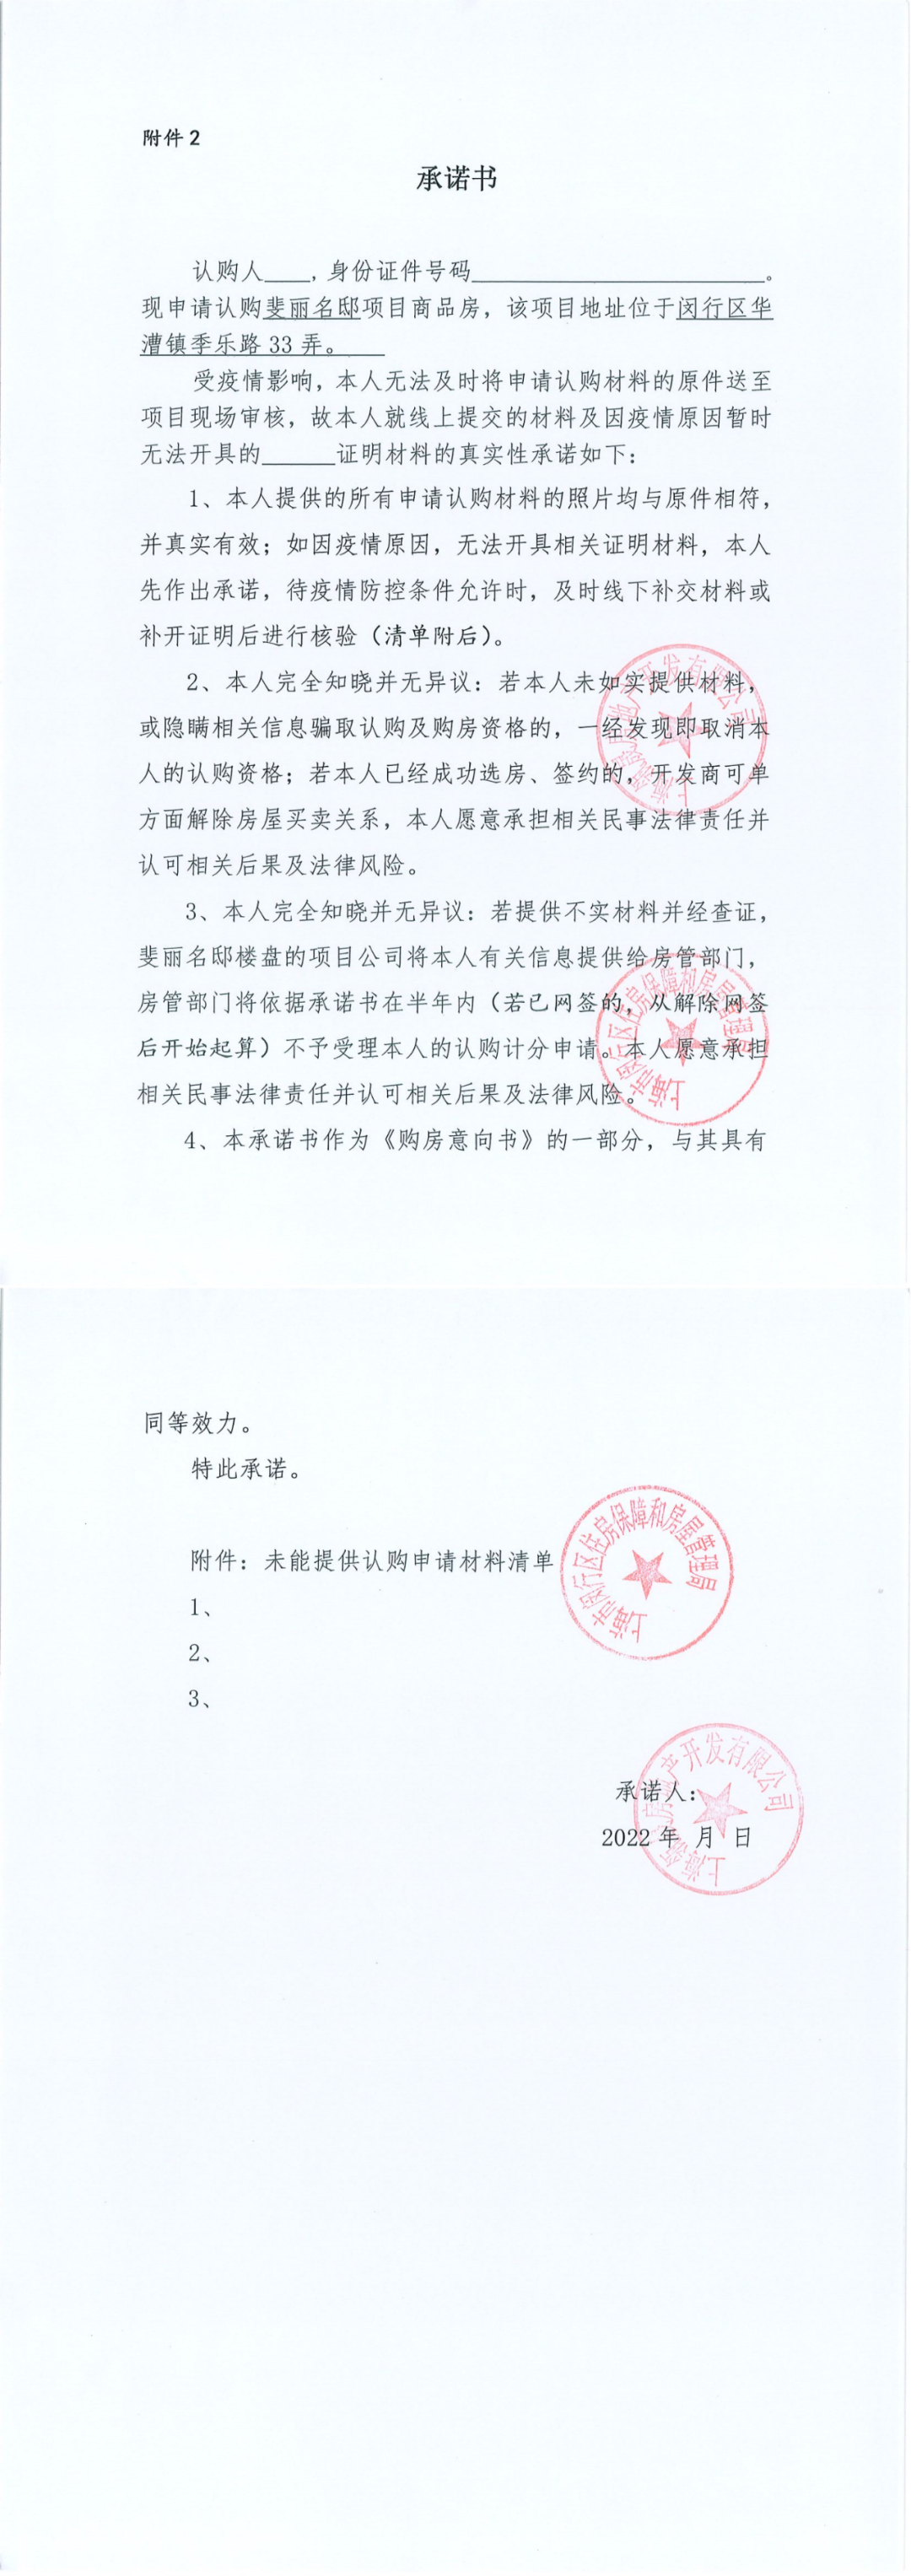 附件 2
承诺书
认购人____,身份证件号码________________________。
现申请认购斐丽名邸项目商品房，该项目地址位于闵行区华
漕镇季乐路 33 弄。
受疫情影响，本人无法及时将申请认购材料的原件送至
项目现场审核，故本人就线上提交的材料及因疫情原因暂时
无法开具的______证明材料的真实性承诺如下：
1、本人提供的所有申请认购材料的照片均与原件相符，
并真实有效；如因疫情原因，无法开具相关证明材料，本人
先作出承诺，待疫情防控条件允许时，及时线下补交材料或
补开证明后进行核验（清单附后）。
2、本人完全知晓并无异议：若本人未如实提供材料，
或隐瞒相关信息骗取认购及购房资格的，一经发现即取消本
人的认购资格；若本人已经成功选房、签约的，开发商可单
方面解除房屋买卖关系，本人愿意承担相关民事法律责任并
认可相关后果及法律风险。
3、本人完全知晓并无异议：若提供不实材料并经查证，
斐丽名邸楼盘的项目公司将本人有关信息提供给房管部门，
房管部门将依据承诺书在半年内（若已网签的，从解除网签
后开始起算）不予受理本人的认购计分申请。本人愿意承担
相关民事法律责任并认可相关后果及法律风险。
4、本承诺书作为《购房意向书》的一部分，与其具有
上海市闵行区住房保障和房屋管理局
同等效力。
特此承诺。
附件：未能提供认购申请材料清单
1、
2、
3、
上海市闵行区住房保障和房屋管理局
承诺人：
2022 年 月 日